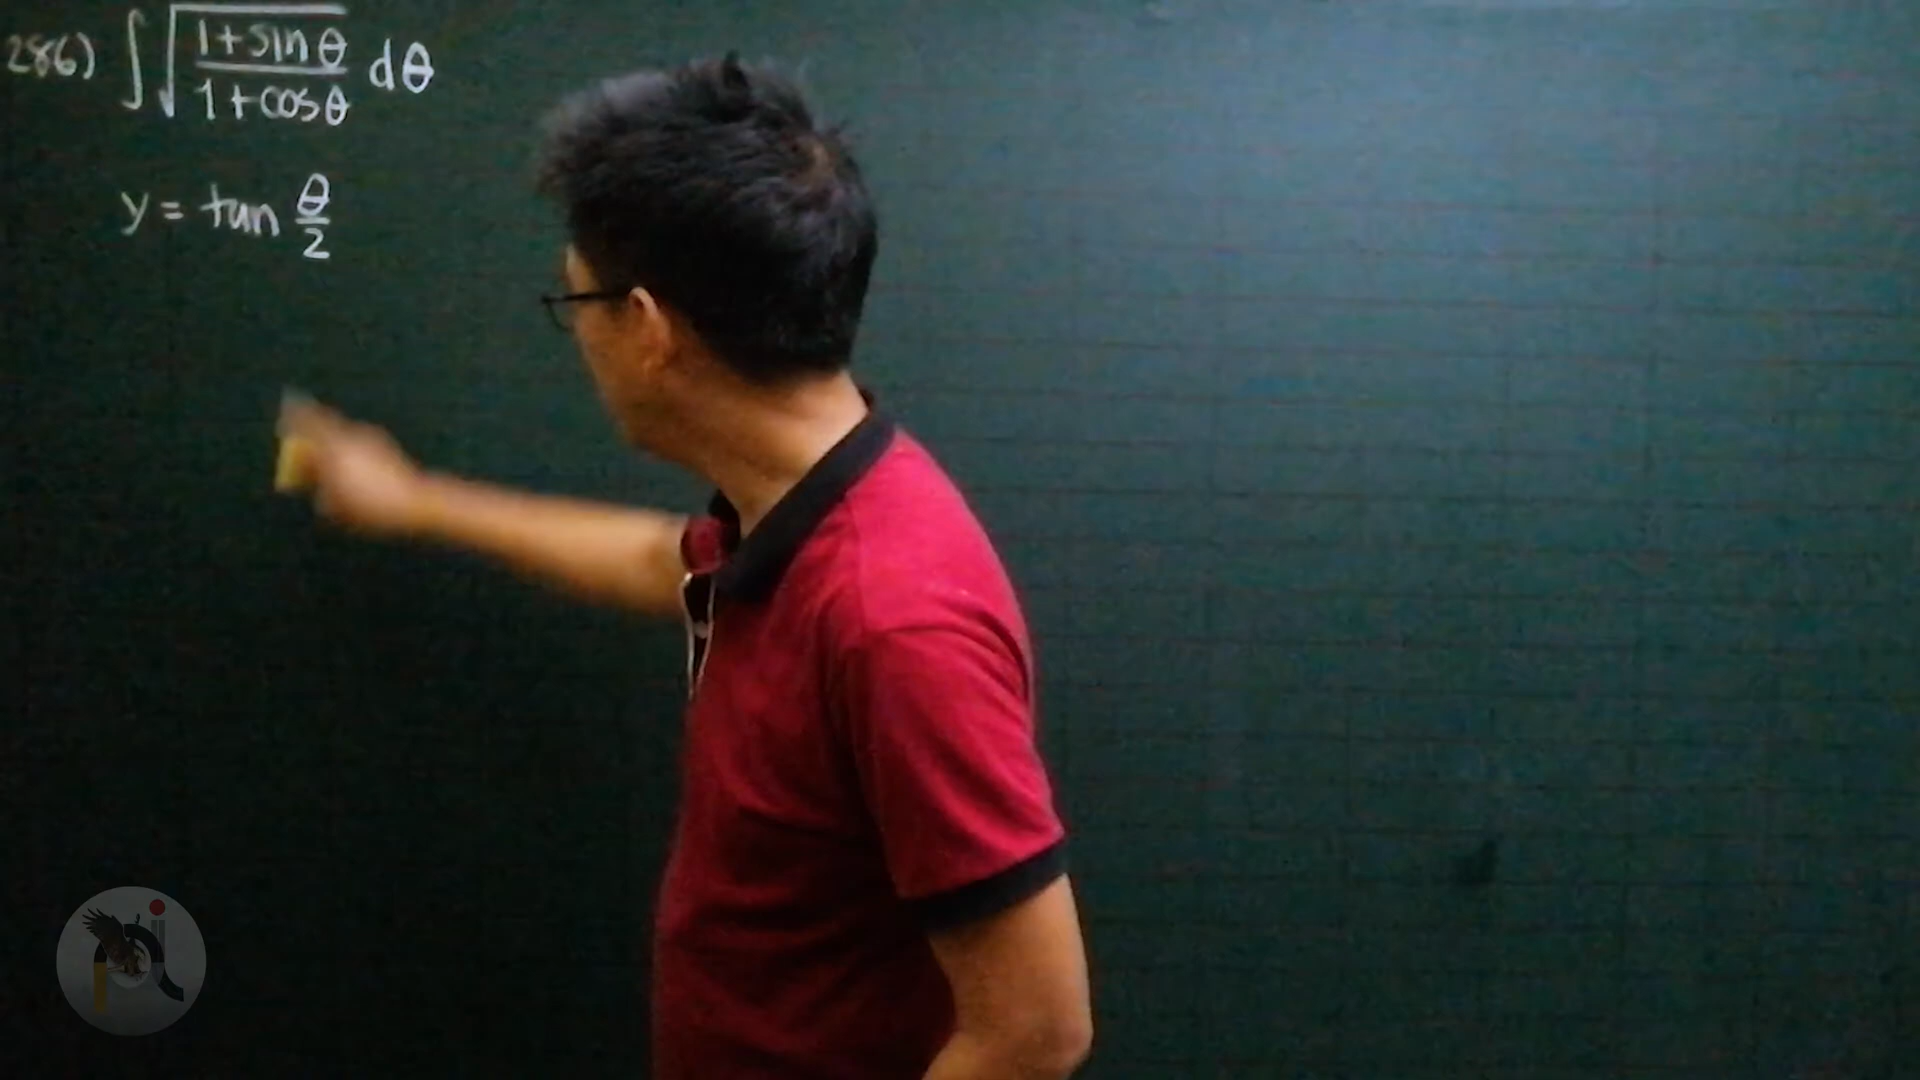 286) ∫√((1+sinθ)/(1+cosθ)) dθ
y = tan θ/2